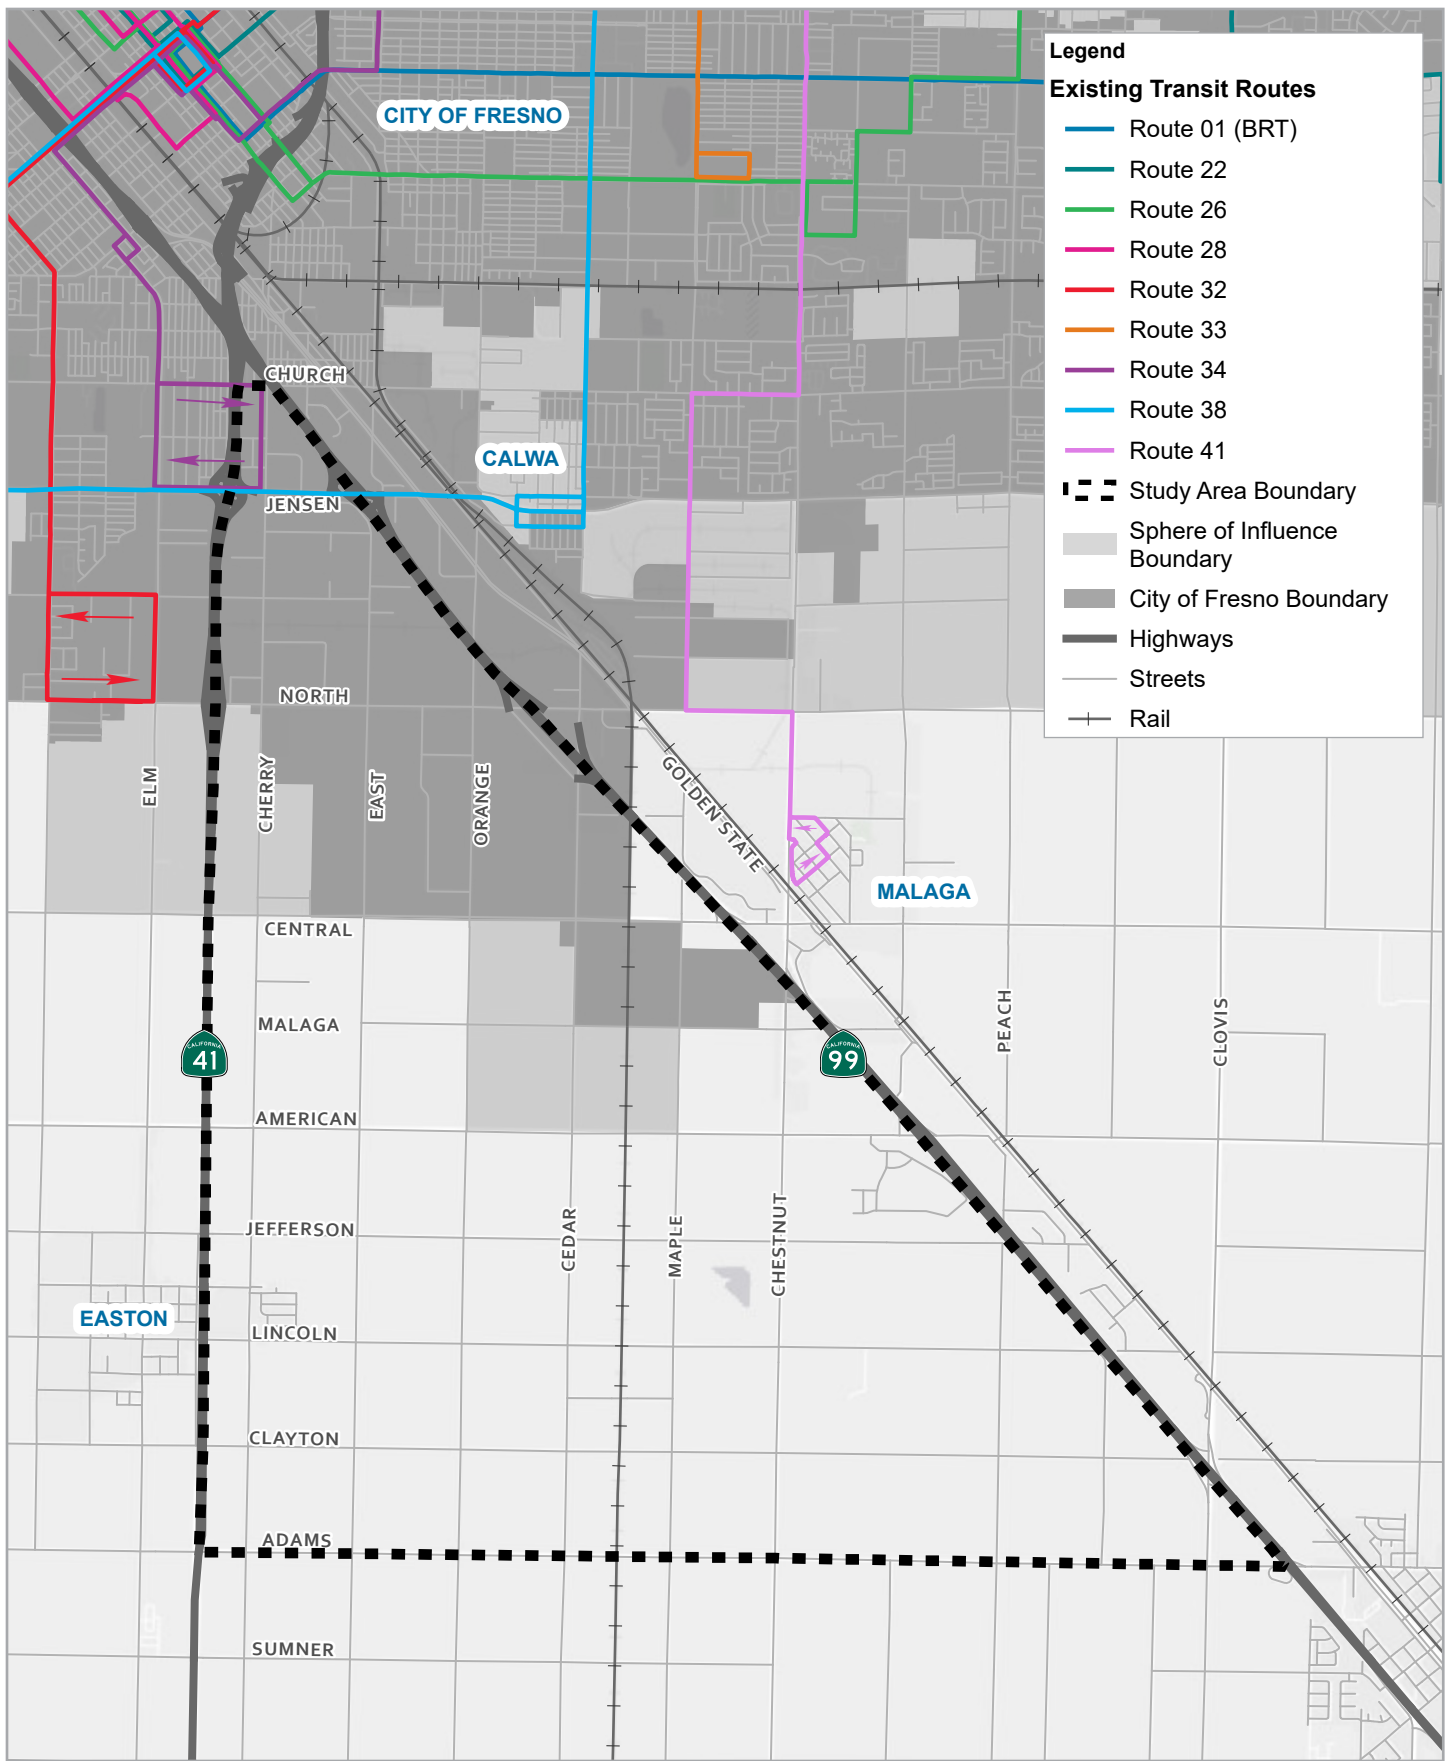 Legend
Existing Transit Routes
Route 01 (BRT)
Route 22
Route 26
Route 28
Route 32
Route 33
Route 34
Route 38
Route 41
Study Area Boundary
Sphere of Influence
Boundary
City of Fresno Boundary
Highways
Streets
Rail
CITY OF FRESNO
CHURCH
CALWA
JENSEN
NORTH
ELM
CHERRY
EAST
ORANGE
GOLDEN STATE
MALAGA
CENTRAL
MALAGA
PEACH
CLOVIS
CALIFORNIA
41
CALIFORNIA
99
AMERICAN
JEFFERSON
CEDAR
MAPLE
CHESTNUT
EASTON
LINCOLN
CLAYTON
ADAMS
SUMNER